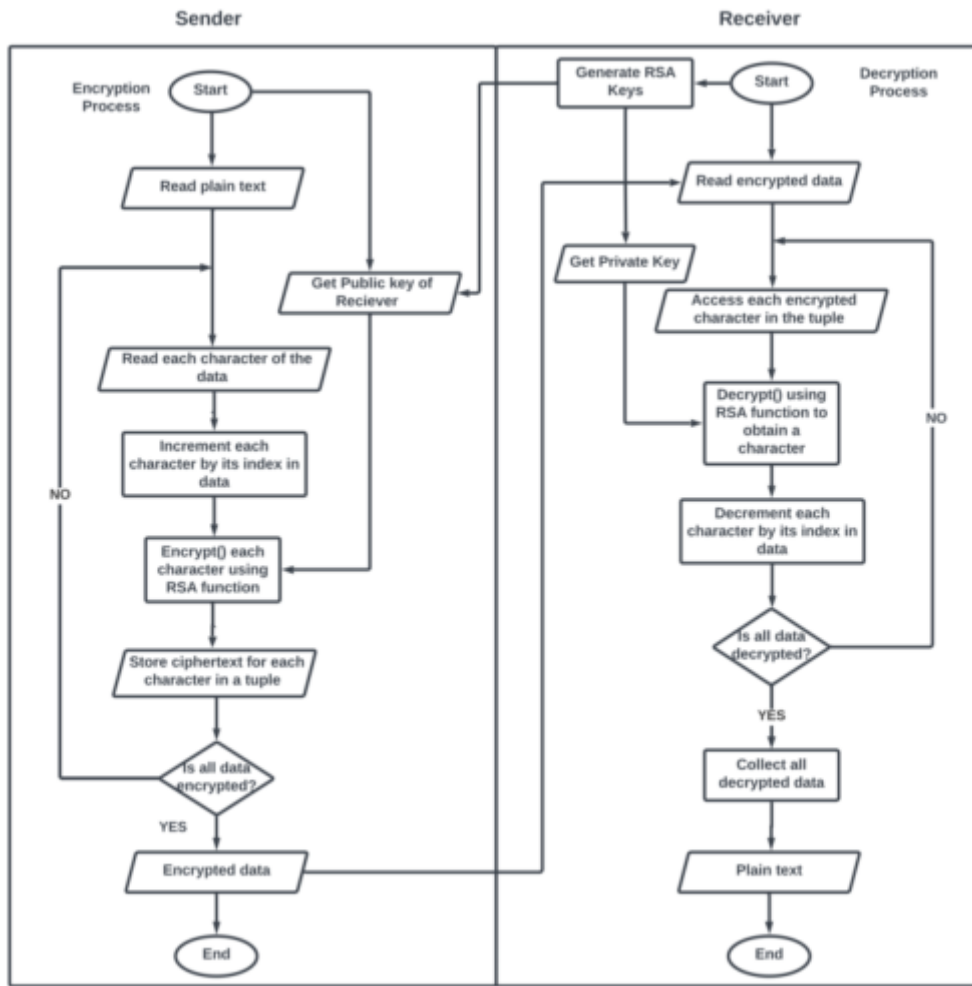 Sender
Receiver
Encryption
Process
Start
Read plain text
Get Public key of
Reciever
Read each character of the
data
Increment each
character by its index in
data
NO
Encrypt() each
character using
RSA function
Store ciphertext for each
character in a tuple
Is all data
encrypted?
YES
Encrypted data
End
Generate RSA
Keys
Start
Decryption
Process
Read encrypted data
Get Private Key
Access each encrypted
character in the tuple
Decrypt() using
RSA function to
obtain a
character
NO
Decrement each
character by its index in
data
Is all data
decrypted?
YES
Collect all
decrypted data
Plain text
End